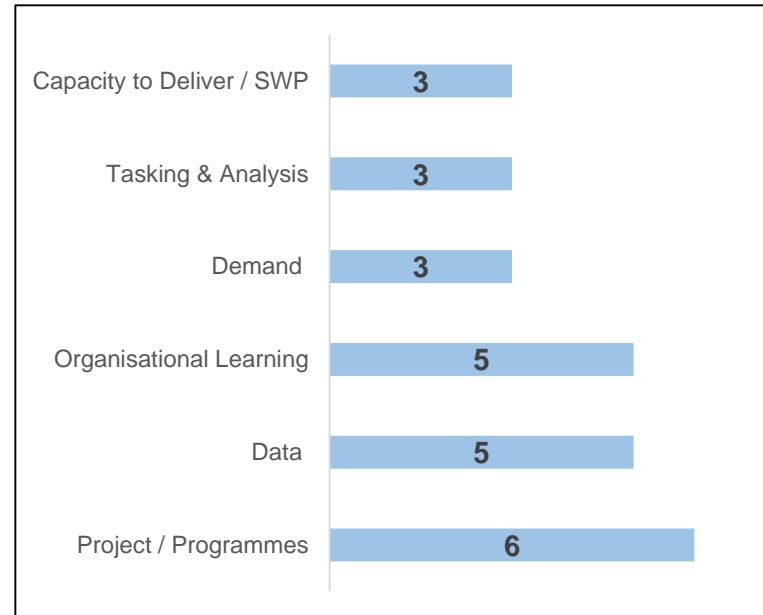 Capacity to Deliver / SWP 3
Tasking & Analysis 3
Demand 3
Organisational Learning 5
Data 5
Project / Programmes 6